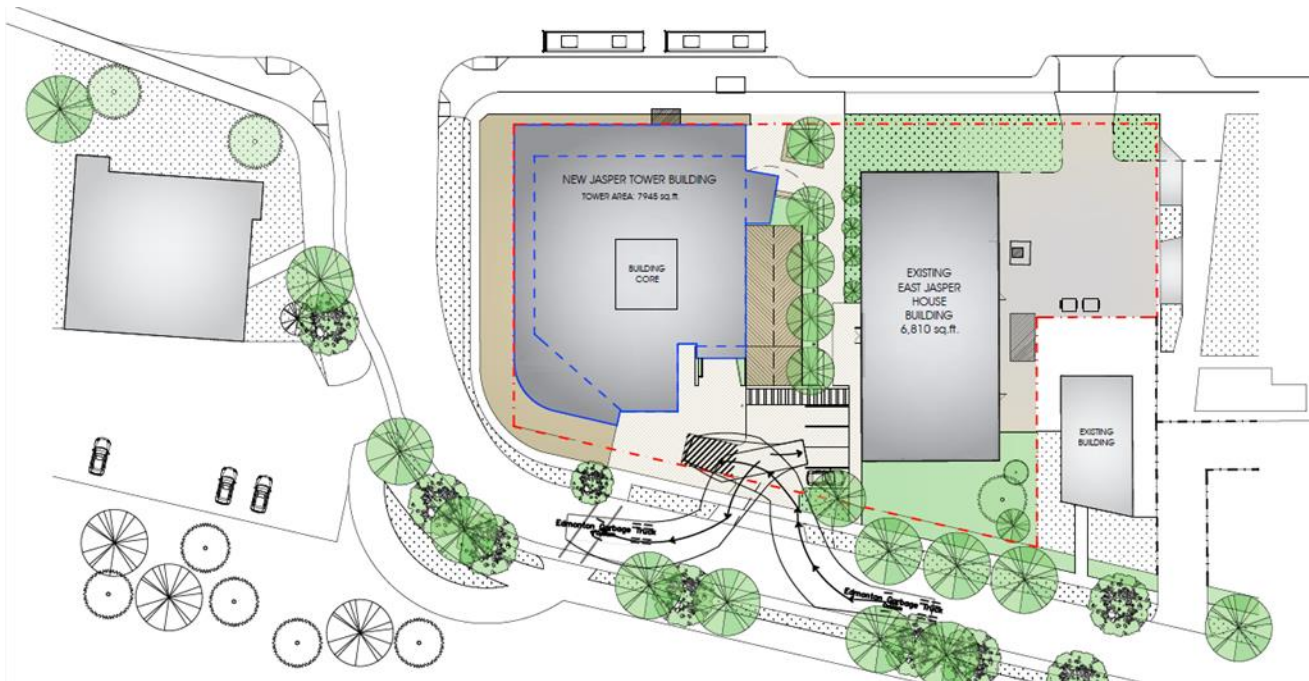 NEW JASPER TOWER BUILDING
TOWER AREA: 7945 sq.ft.
BUILDING
CORE
EXISTING
EAST JASPER
HOUSE
BUILDING
6,810 sq.ft.
EXISTING
BUILDING
Edmonton Garbage Truck
Edmonton Garbage Truck